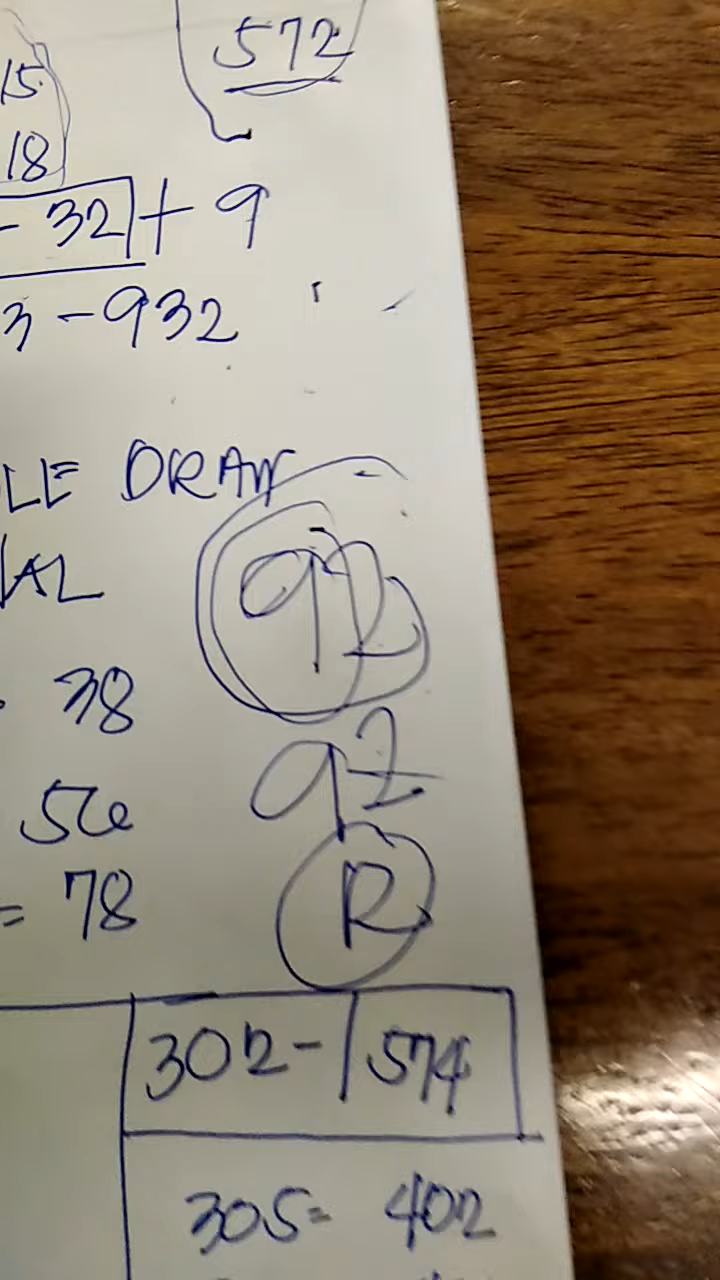 572
15
18
- 32 + 9
3 - 932
LE DRAW
AL
92
38
92
56
= 78
R
302 - 574
305 = 402